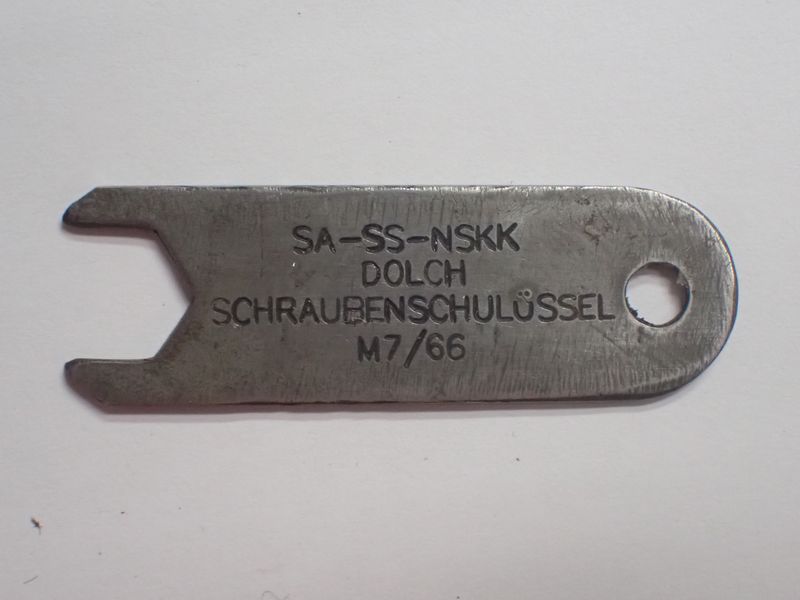 SA-SS-NSKK
DOLCH
SCHRAUBENSCHULÜSSEL
M7/66